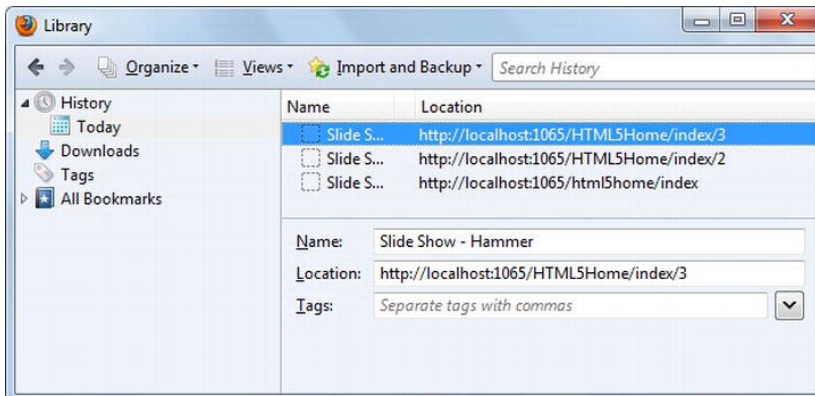 Library
Organize Views Import and Backup Search History
History
Today
Downloads
Tags
All Bookmarks
Name Location
Slide S... http://localhost:1065/HTML5Home/index/3
Slide S... http://localhost:1065/HTML5Home/index/2
Slide S... http://localhost:1065/html5home/index
Name: Slide Show - Hammer
Location: http://localhost:1065/HTML5Home/index/3
Tags: Separate tags with commas